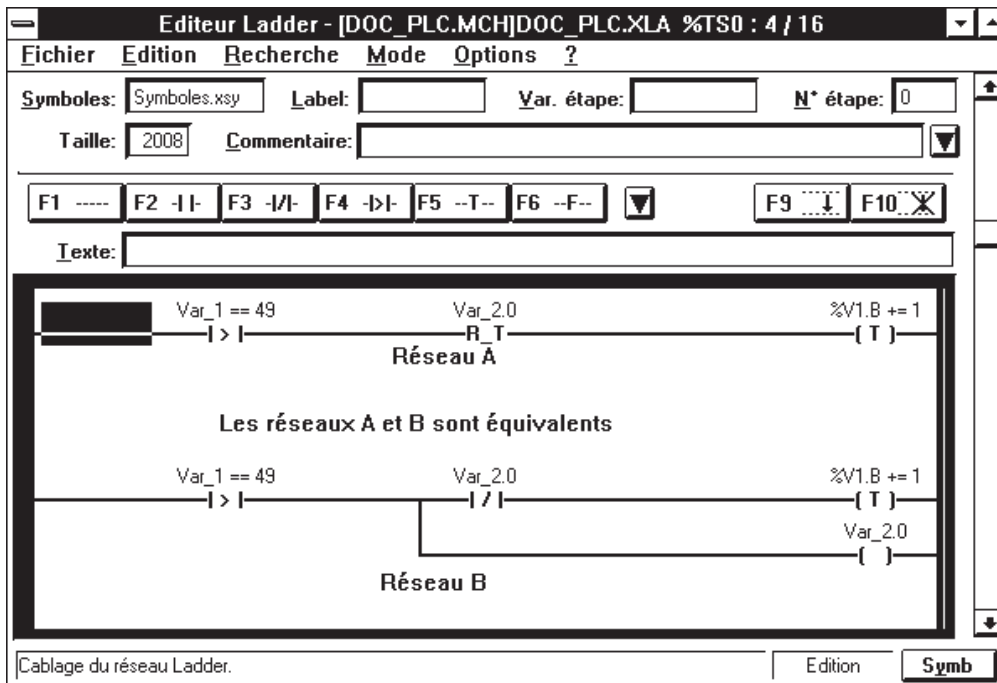 Editeur Ladder - [DOC_PLC.MCH]DOC_PLC.XLA %TS0 : 4 / 16
Fichier Edition Recherche Mode Options ?
Symboles: Symboles.xsy Label: Var. étape: N° étape: 0
Taille: 2008 Commentaire:
F1 ----- F2 -| |- F3 -|/|- F4 -|>|- F5 --T-- F6 --F-- F9 F10
Texte:
Var_1 == 49 Var_2.0 %V1.B += 1
-| > |- R_T ( T )
Réseau A
Les réseaux A et B sont équivalents
Var_1 == 49 Var_2.0 %V1.B += 1
-| > |- -| / |- ( T )
Var_2.0
( )
Réseau B
Cablage du réseau Ladder. Edition Symb